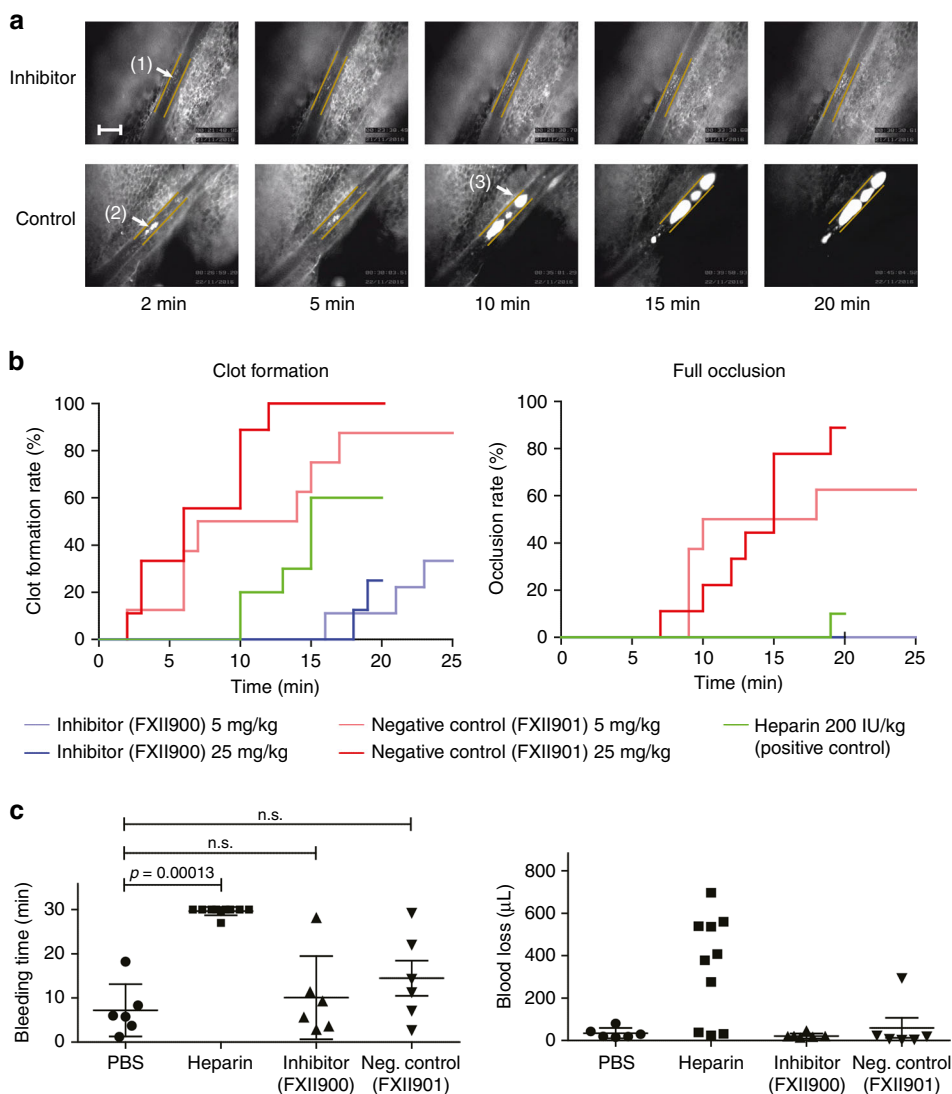 a
Inhibitor
(1)
Control
(2)
(3)
2 min
5 min
10 min
15 min
20 min
b
Clot formation
Clot formation rate (%)
100
80
60
40
20
0
0
5
10
15
20
25
Time (min)
Full occlusion
Occlusion rate (%)
100
80
60
40
20
0
0
5
10
15
20
25
Time (min)
Inhibitor (FXII900) 5 mg/kg
Inhibitor (FXII900) 25 mg/kg
Negative control (FXII901) 5 mg/kg
Negative control (FXII901) 25 mg/kg
Heparin 200 IU/kg
(positive control)
c
n.s.
n.s.
p = 0.00013
Bleeding time (min)
30
20
10
0
PBS
Heparin
Inhibitor
(FXII900)
Neg. control
(FXII901)
Blood loss (µL)
800
600
400
200
0
PBS
Heparin
Inhibitor
(FXII900)
Neg. control
(FXII901)